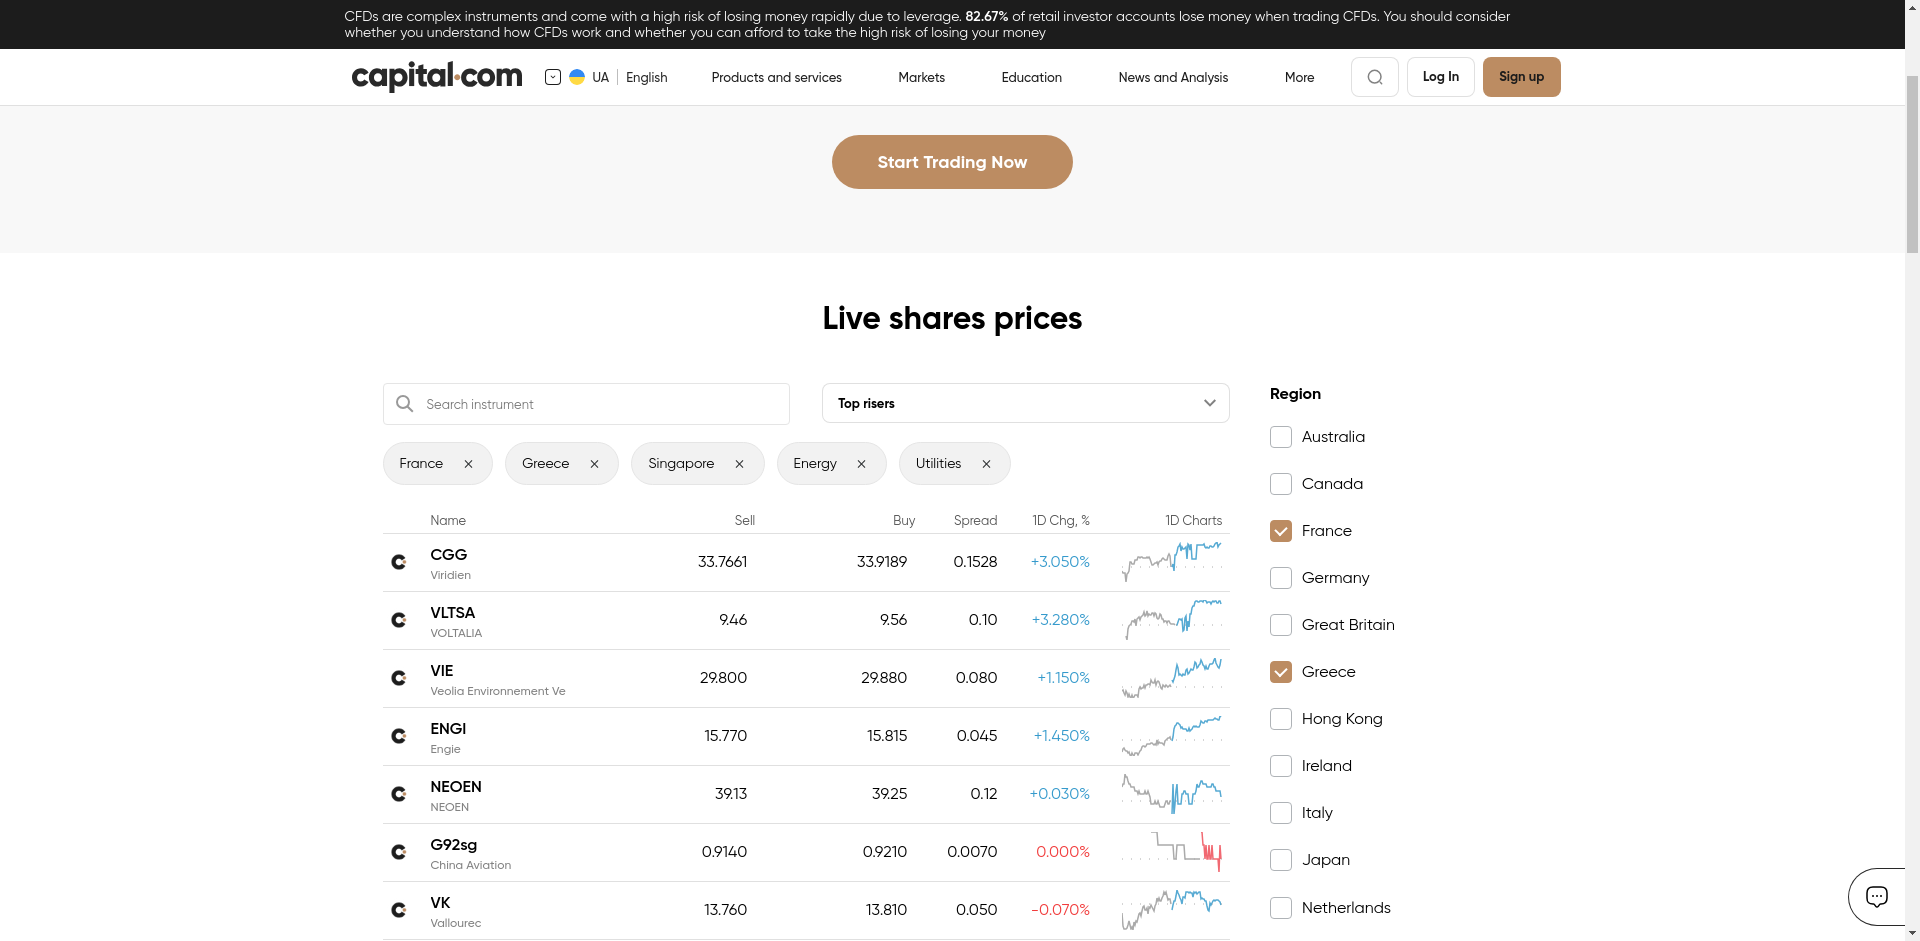 CFDs are complex instruments and come with a high risk of losing money rapidly due to leverage. 82.67% of retail investor accounts lose money when trading CFDs. You should consider
whether you understand how CFDs work and whether you can afford to take the high risk of losing your money
capital.com UA English Products and services Markets Education News and Analysis More Log In Sign up
Start Trading Now
Live shares prices
Search instrument
Top risers
France Greece Singapore Energy Utilities
Name Sell Buy Spread 1D Chg, % 1D Charts
CGG 33.7661 33.9189 0.1528 +3.050%
Viridien
VLTSA 9.46 9.56 0.10 +3.280%
VOLTALIA
VIE 29.800 29.880 0.080 +1.150%
Veolia Environnement Ve
ENGI 15.770 15.815 0.045 +1.450%
Engie
NEOEN 39.13 39.25 0.12 +0.030%
NEOEN
G92sg 0.9140 0.9210 0.0070 0.000%
China Aviation
VK 13.760 13.810 0.050 -0.070%
Vallourec
Region
Australia
Canada
France
Germany
Great Britain
Greece
Hong Kong
Ireland
Italy
Japan
Netherlands